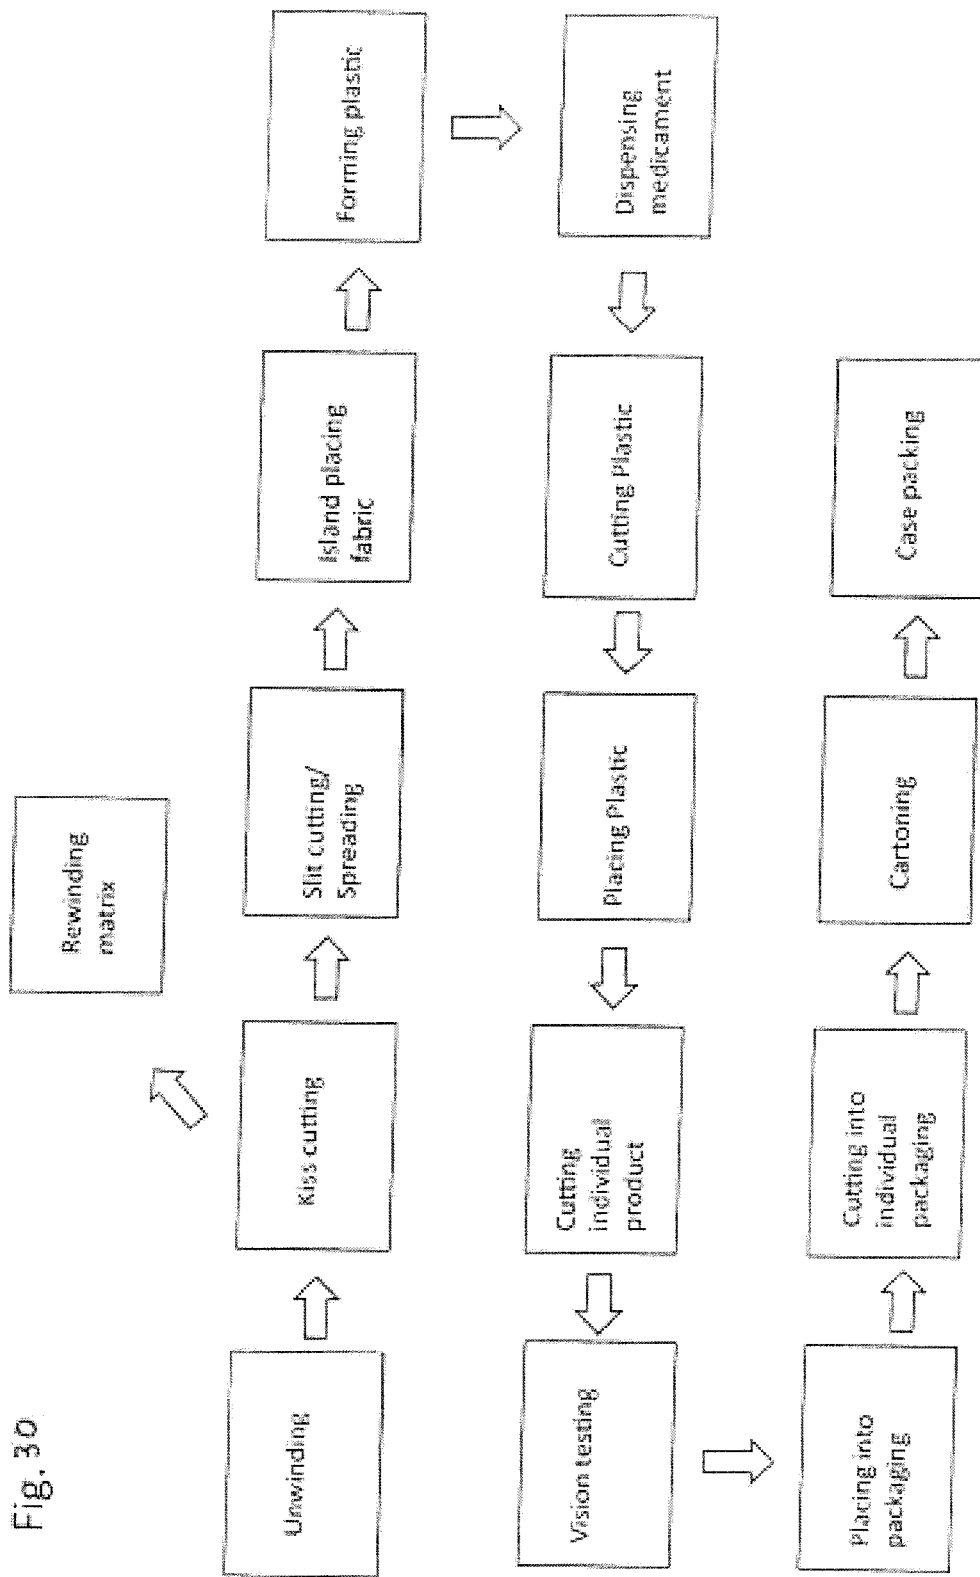 Fig. 30
Rewinding
matrix
Unwinding
Kiss cutting
Slit cutting/
Spreading
Island placing
fabric
Forming plastic
Dispensing
medicament
Cutting Plastic
Placing Plastic
Cutting
individual
product
Vision testing
Placing into
packaging
Cutting into
individual
packaging
Cartoning
Case packing